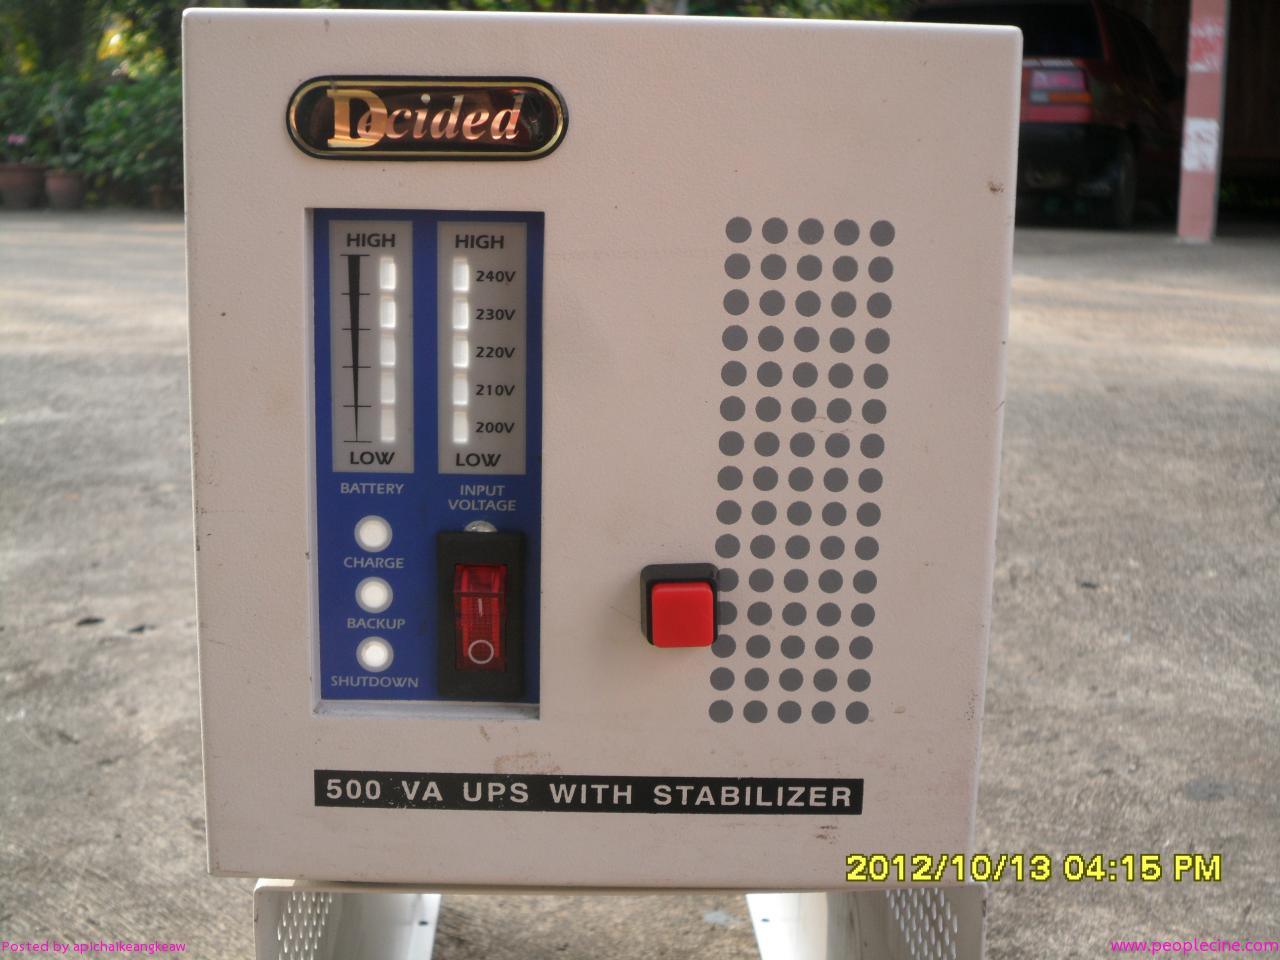 Decided
HIGH
HIGH
240V
230V
220V
210V
200V
LOW
LOW
BATTERY
INPUT
VOLTAGE
CHARGE
BACKUP
SHUTDOWN
500 VA UPS WITH STABILIZER
2012/10/13 04:15 PM
Posted by apichaikeangkeaw
www.peoplecine.com